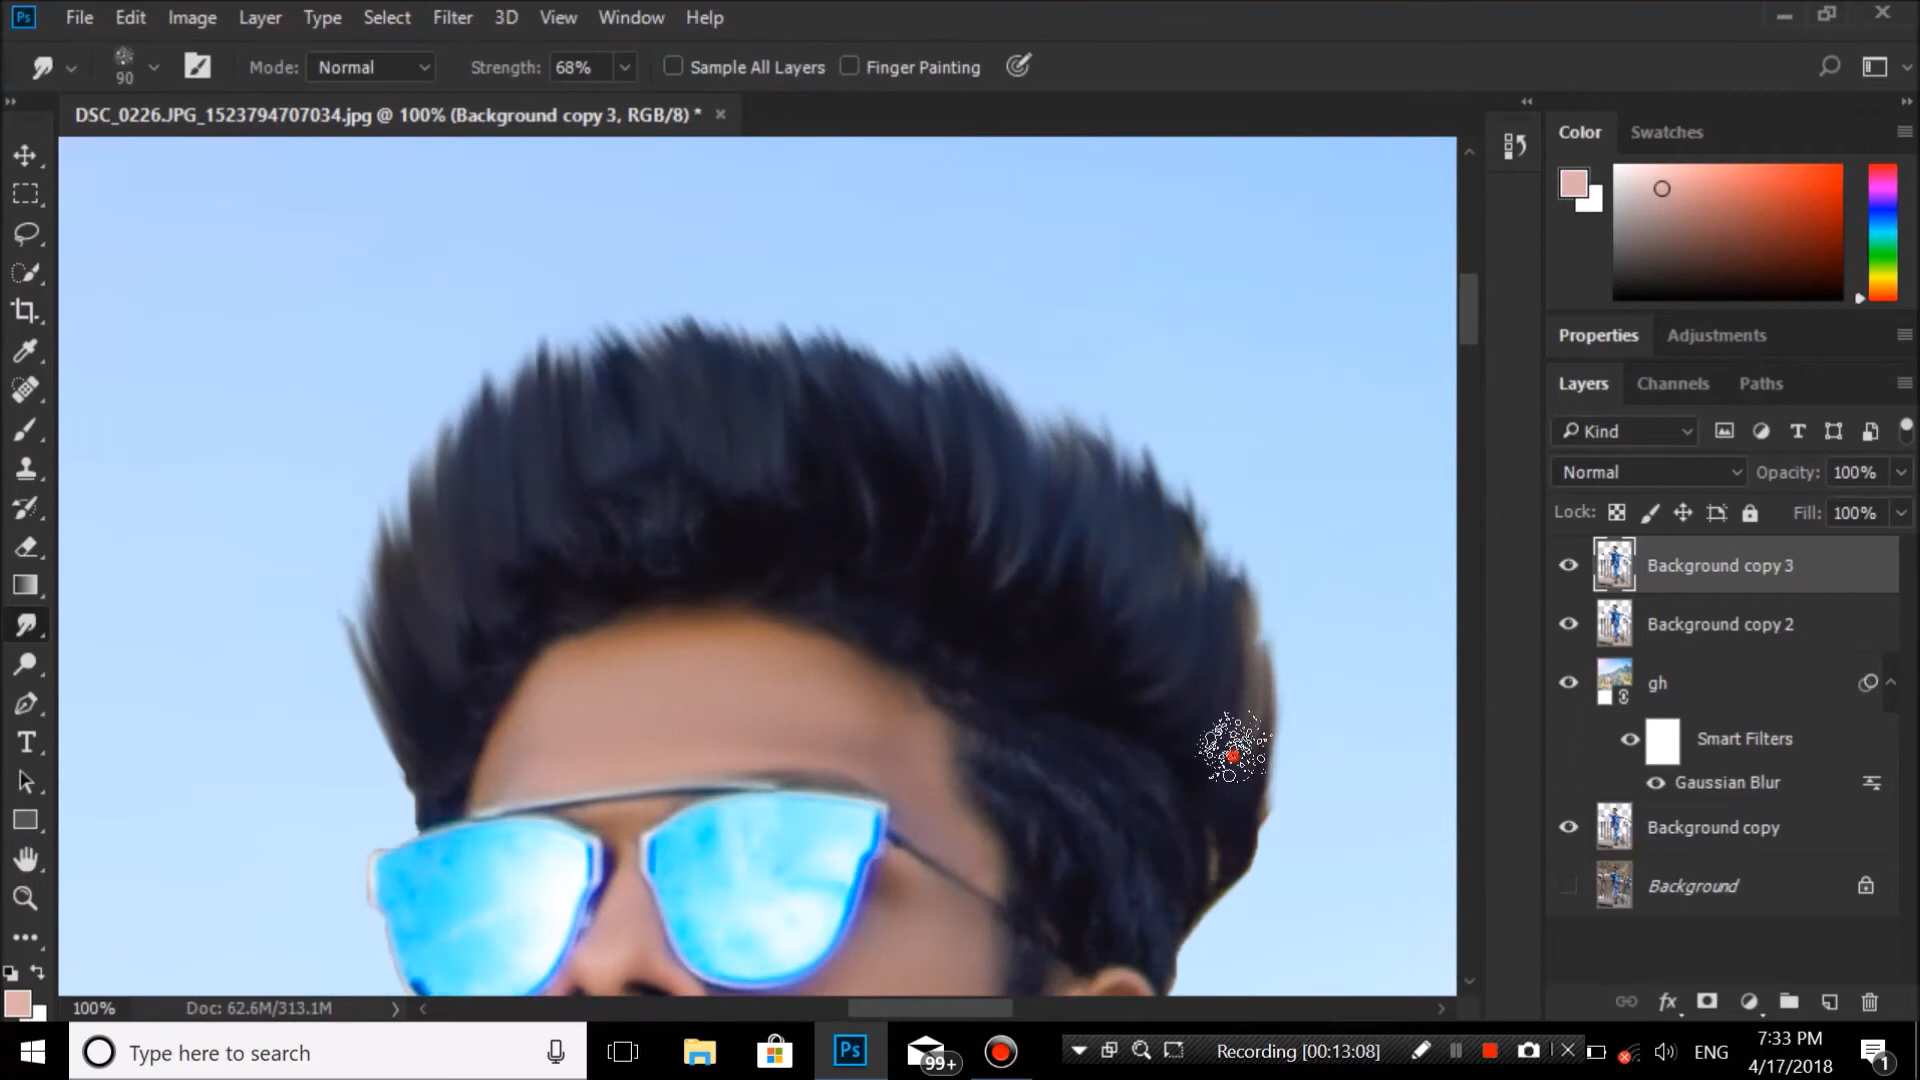 Ps File Edit Image Layer Type Select Filter 3D View Window Help
90 Mode: Normal Strength: 68% Sample All Layers Finger Painting
DSC_0226.JPG_1523794707034.jpg @ 100% (Background copy 3, RGB/8) *
Color Swatches
Properties Adjustments
Layers Channels Paths
Kind
Normal Opacity: 100%
Lock: Fill: 100%
Background copy 3
Background copy 2
gh
Smart Filters
Gaussian Blur
Background copy
Background
100% Doc: 62.6M/313.1M
Type here to search
Ps
99+
Recording [00:13:08]
ENG
7:33 PM
4/17/2018
1